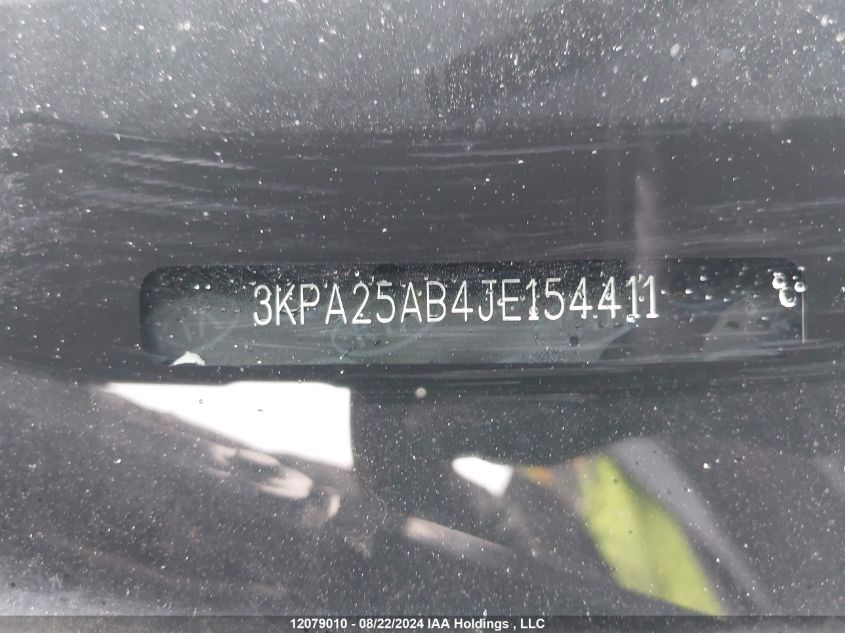 3KPA25AB4JE154411
12079010 - 08/22/2024 IAA Holdings , LLC